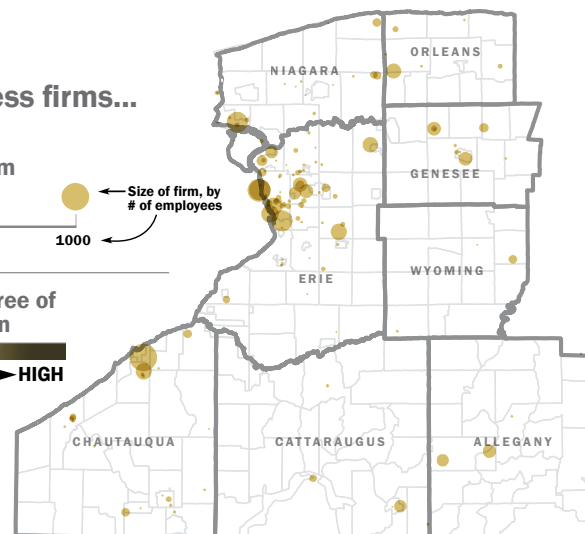 ORLEANS
NIAGARA
ess firms...
m
Size of firm, by
# of employees
GENESEE
1000
WYOMING
ERIE
ree of
n
HIGH
CHAUTAUQUA
CATTARAUGUS
ALLEGANY